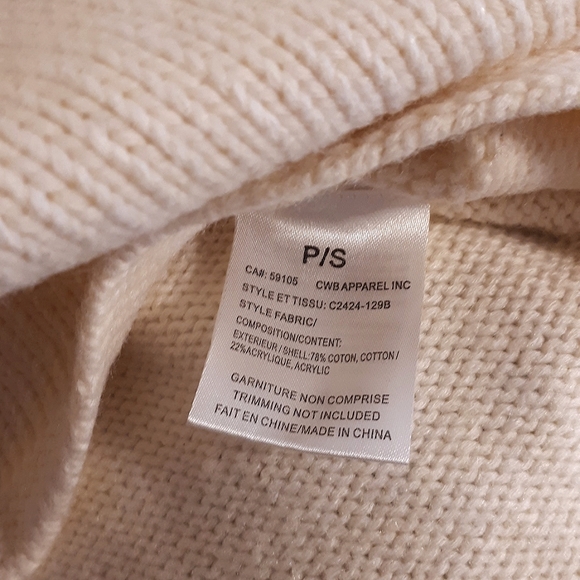 P/S
CA#: 59105 CWB APPAREL INC
STYLE ET TISSU: C2424-129B
STYLE FABRIC/
COMPOSITION/CONTENT:
EXTERIEUR / SHELL:78% COTON, COTTON /
22%ACRYLIQUE, ACRYLIC
GARNITURE NON COMPRISE
TRIMMING NOT INCLUDED
FAIT EN CHINE/MADE IN CHINA